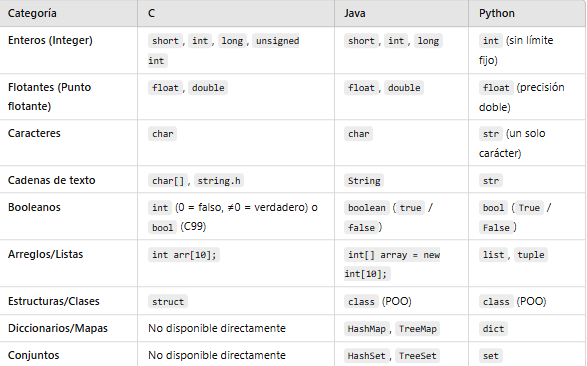 Categoría C Java Python
Enteros (Integer) short, int, long, unsigned short, int, long int (sin límite
int fijo)
Flotantes (Punto float, double float, double float (precisión
flotante) doble)
Caracteres char char str (un solo
carácter)
Cadenas de texto char[], string.h String str
Booleanos int (0 = falso, ≠0 = verdadero) o boolean (true / bool (True /
bool (C99) false) False)
Arreglos/Listas int arr[10]; int[] array = new list, tuple
int[10];
Estructuras/Clases struct class (POO) class (POO)
Diccionarios/Mapas No disponible directamente HashMap, TreeMap dict
Conjuntos No disponible directamente HashSet, TreeSet set